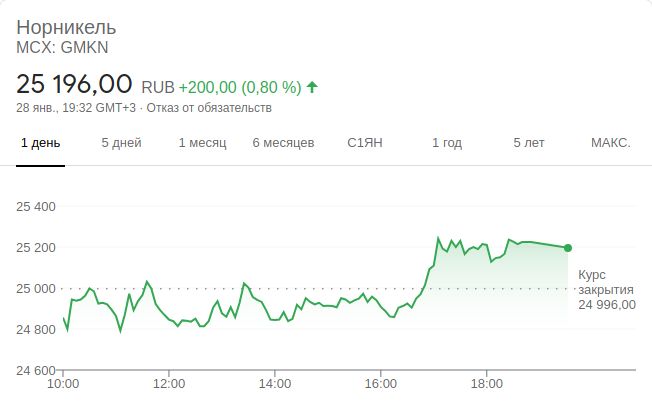 Норникель
MCX: GMKN
25 196,00 RUB +200,00 (0,80 %)
28 янв., 19:32 GMT+3 · Отказ от обязательств
1 день 5 дней 1 месяц 6 месяцев С1ЯН 1 год 5 лет МАКС.
25 400
25 200
25 000
24 800
24 600
Курс
закрытия
24 996,00
10:00 12:00 14:00 16:00 18:00